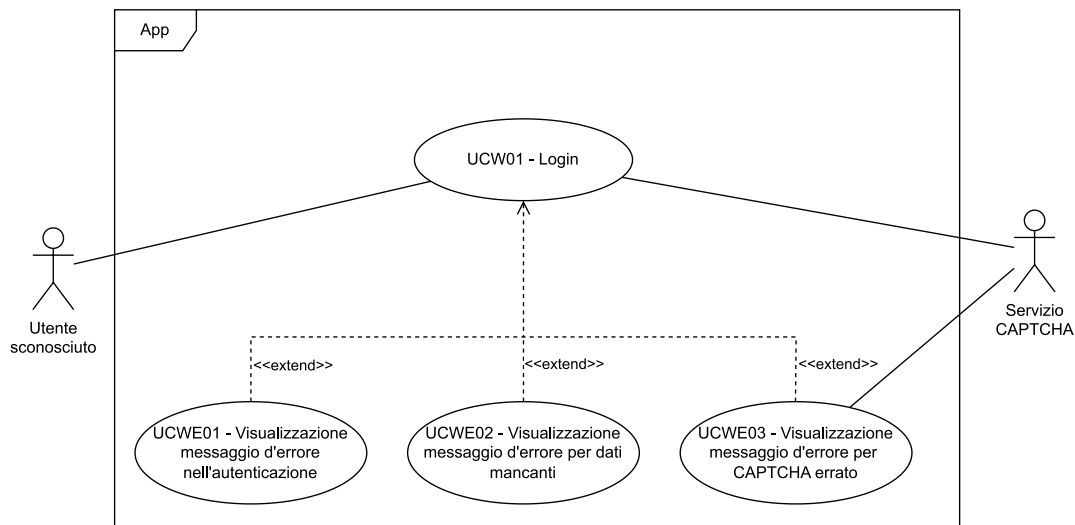 App
UCW01 - Login
Utente
sconosciuto
Servizio
CAPTCHA
<<extend>>
<<extend>>
<<extend>>
UCWE01 - Visualizzazione
messaggio d'errore
nell'autenticazione
UCWE02 - Visualizzazione
messaggio d'errore per dati
mancanti
UCWE03 - Visualizzazione
messaggio d'errore per
CAPTCHA errato